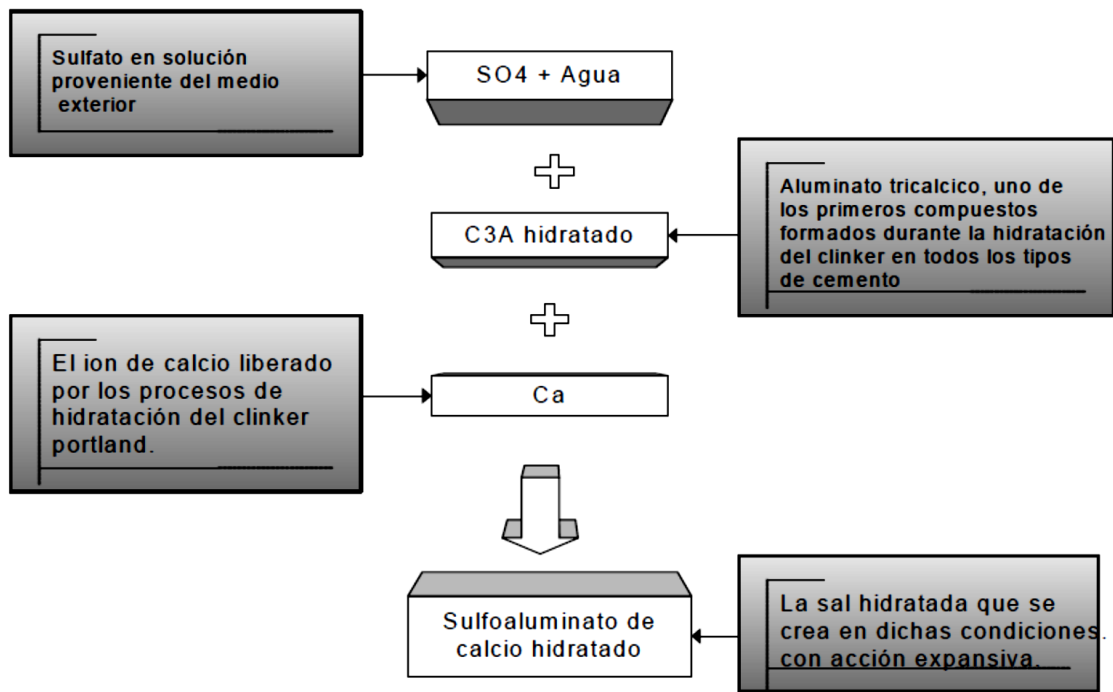 Sulfato en solución
proveniente del medio
exterior
SO4 + Agua
C3A hidratado
Aluminato tricalcico, uno de
los primeros compuestos
formados durante la hidratación
del clinker en todos los tipos
de cemento
El ion de calcio liberado
por los procesos de
hidratación del clinker
portland.
Ca
Sulfoaluminato de
calcio hidratado
La sal hidratada que se
crea en dichas condiciones.
con acción expansiva.